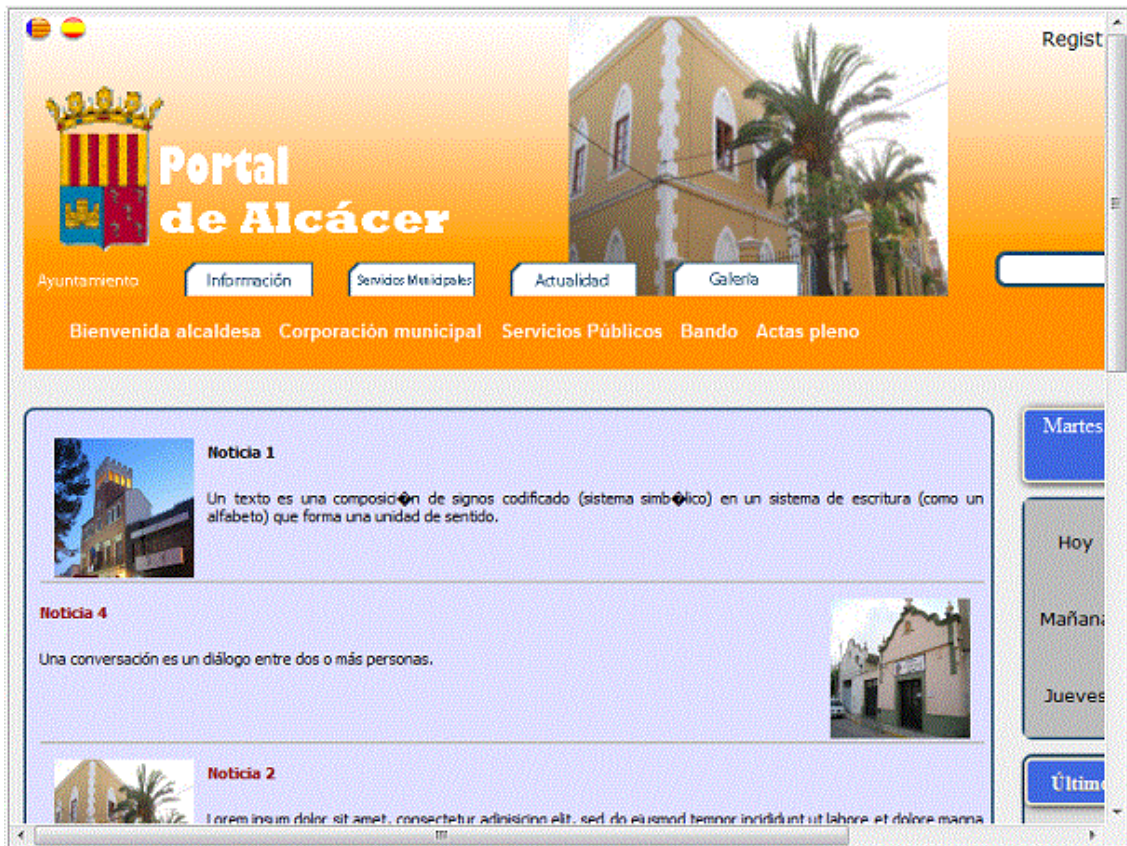 Regist
Portal
de Alcácer
Ayuntamiento
Información
Servicios Municipales
Actualidad
Galería
Bienvenida alcaldesa Corporación municipal Servicios Públicos Bando Actas pleno
Noticia 1
Un texto es una composici�n de signos codificado (sistema simb�lico) en un sistema de escritura (como un
alfabeto) que forma una unidad de sentido.
Noticia 4
Una conversación es un diálogo entre dos o más personas.
Noticia 2
Lorem ipsum dolor sit amet, consectetur adipisicing elit, sed do eiusmod tempor incididunt ut labore et dolore magna
Martes
Hoy
Mañana
Jueves
Último